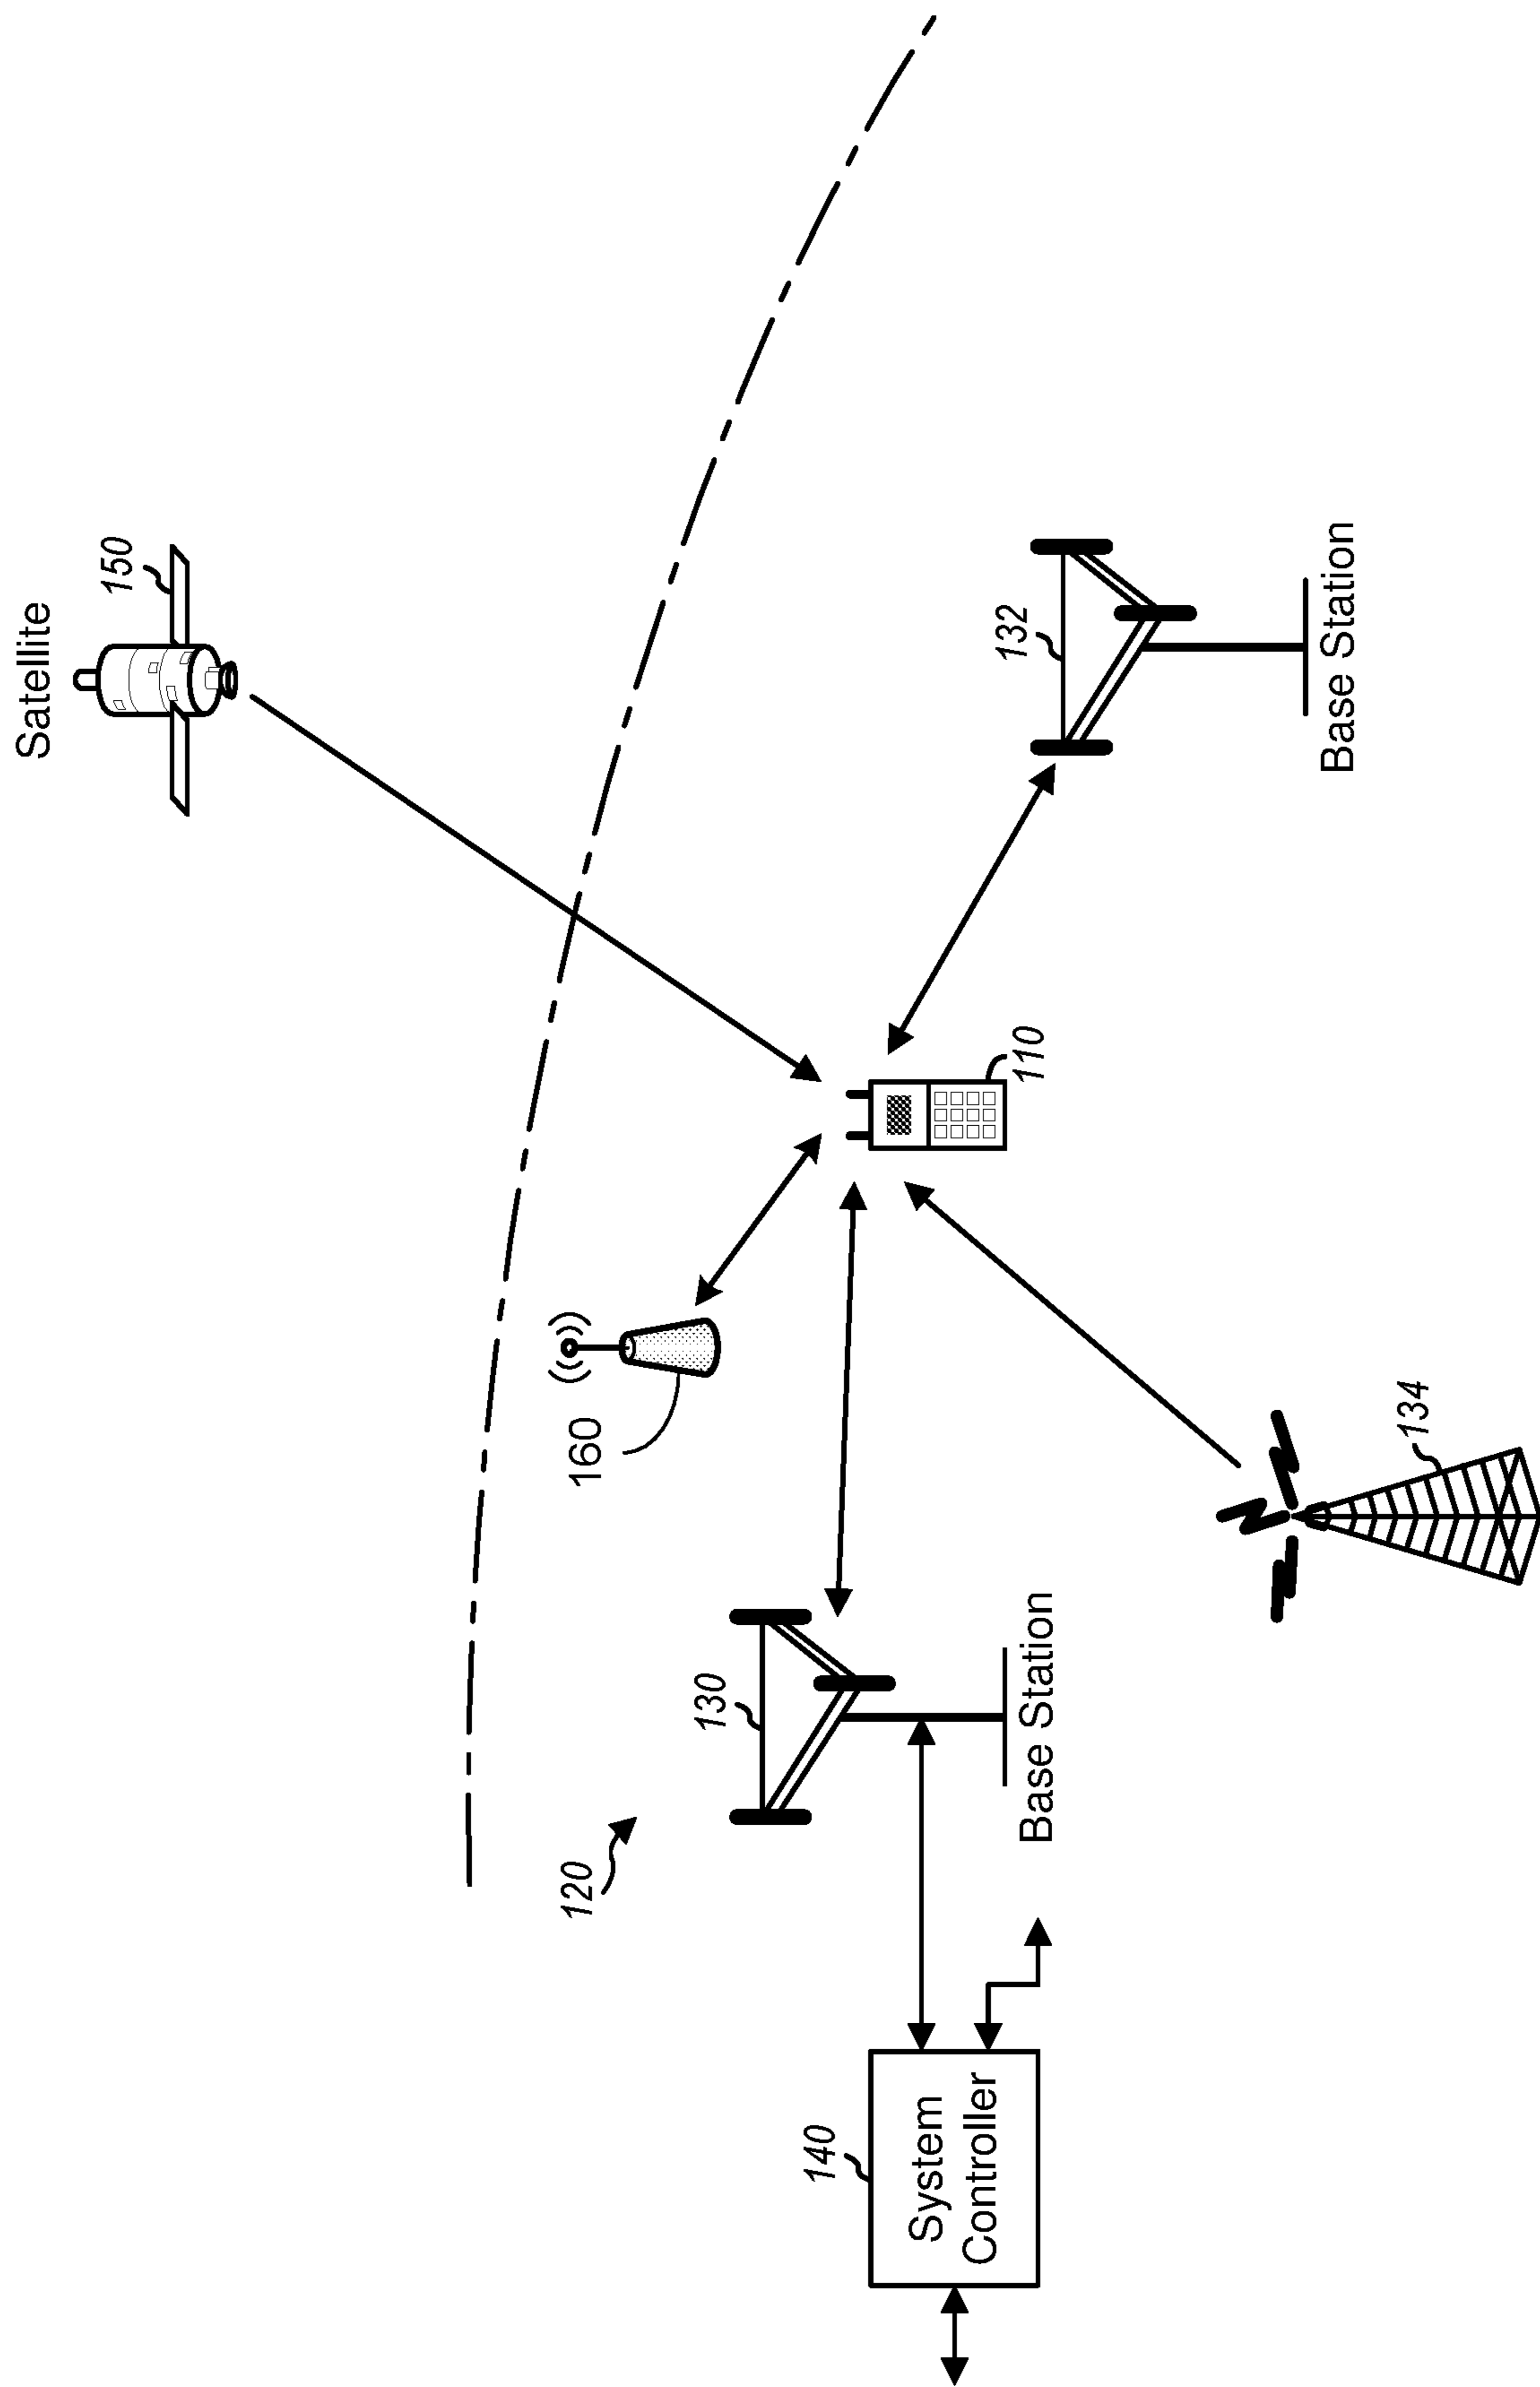 Satellite
150
120
130
160
132
140
System
Controller
110
Base Station
Base Station
134